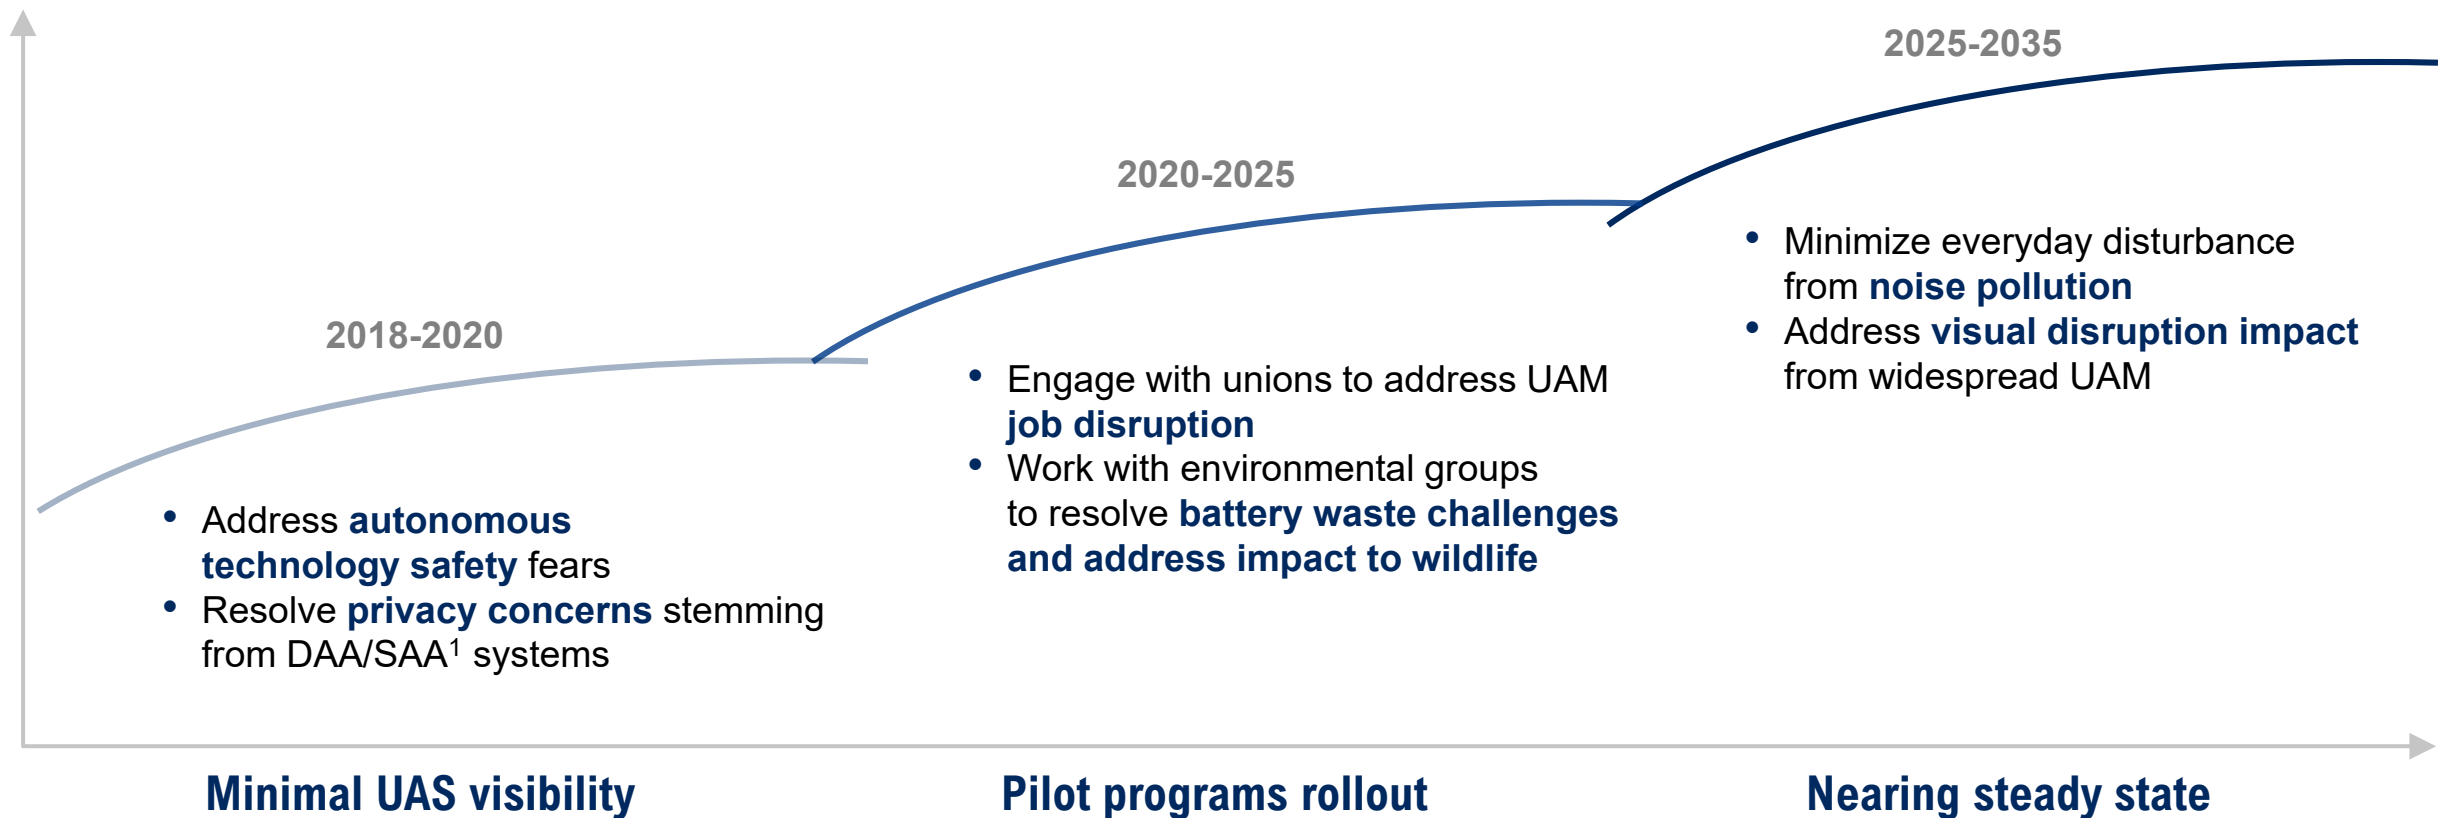 2018-2020
• Address autonomous
technology safety fears
• Resolve privacy concerns stemming
from DAA/SAA¹ systems
Minimal UAS visibility
2020-2025
• Engage with unions to address UAM
job disruption
• Work with environmental groups
to resolve battery waste challenges
and address impact to wildlife
Pilot programs rollout
2025-2035
• Minimize everyday disturbance
from noise pollution
• Address visual disruption impact
from widespread UAM
Nearing steady state